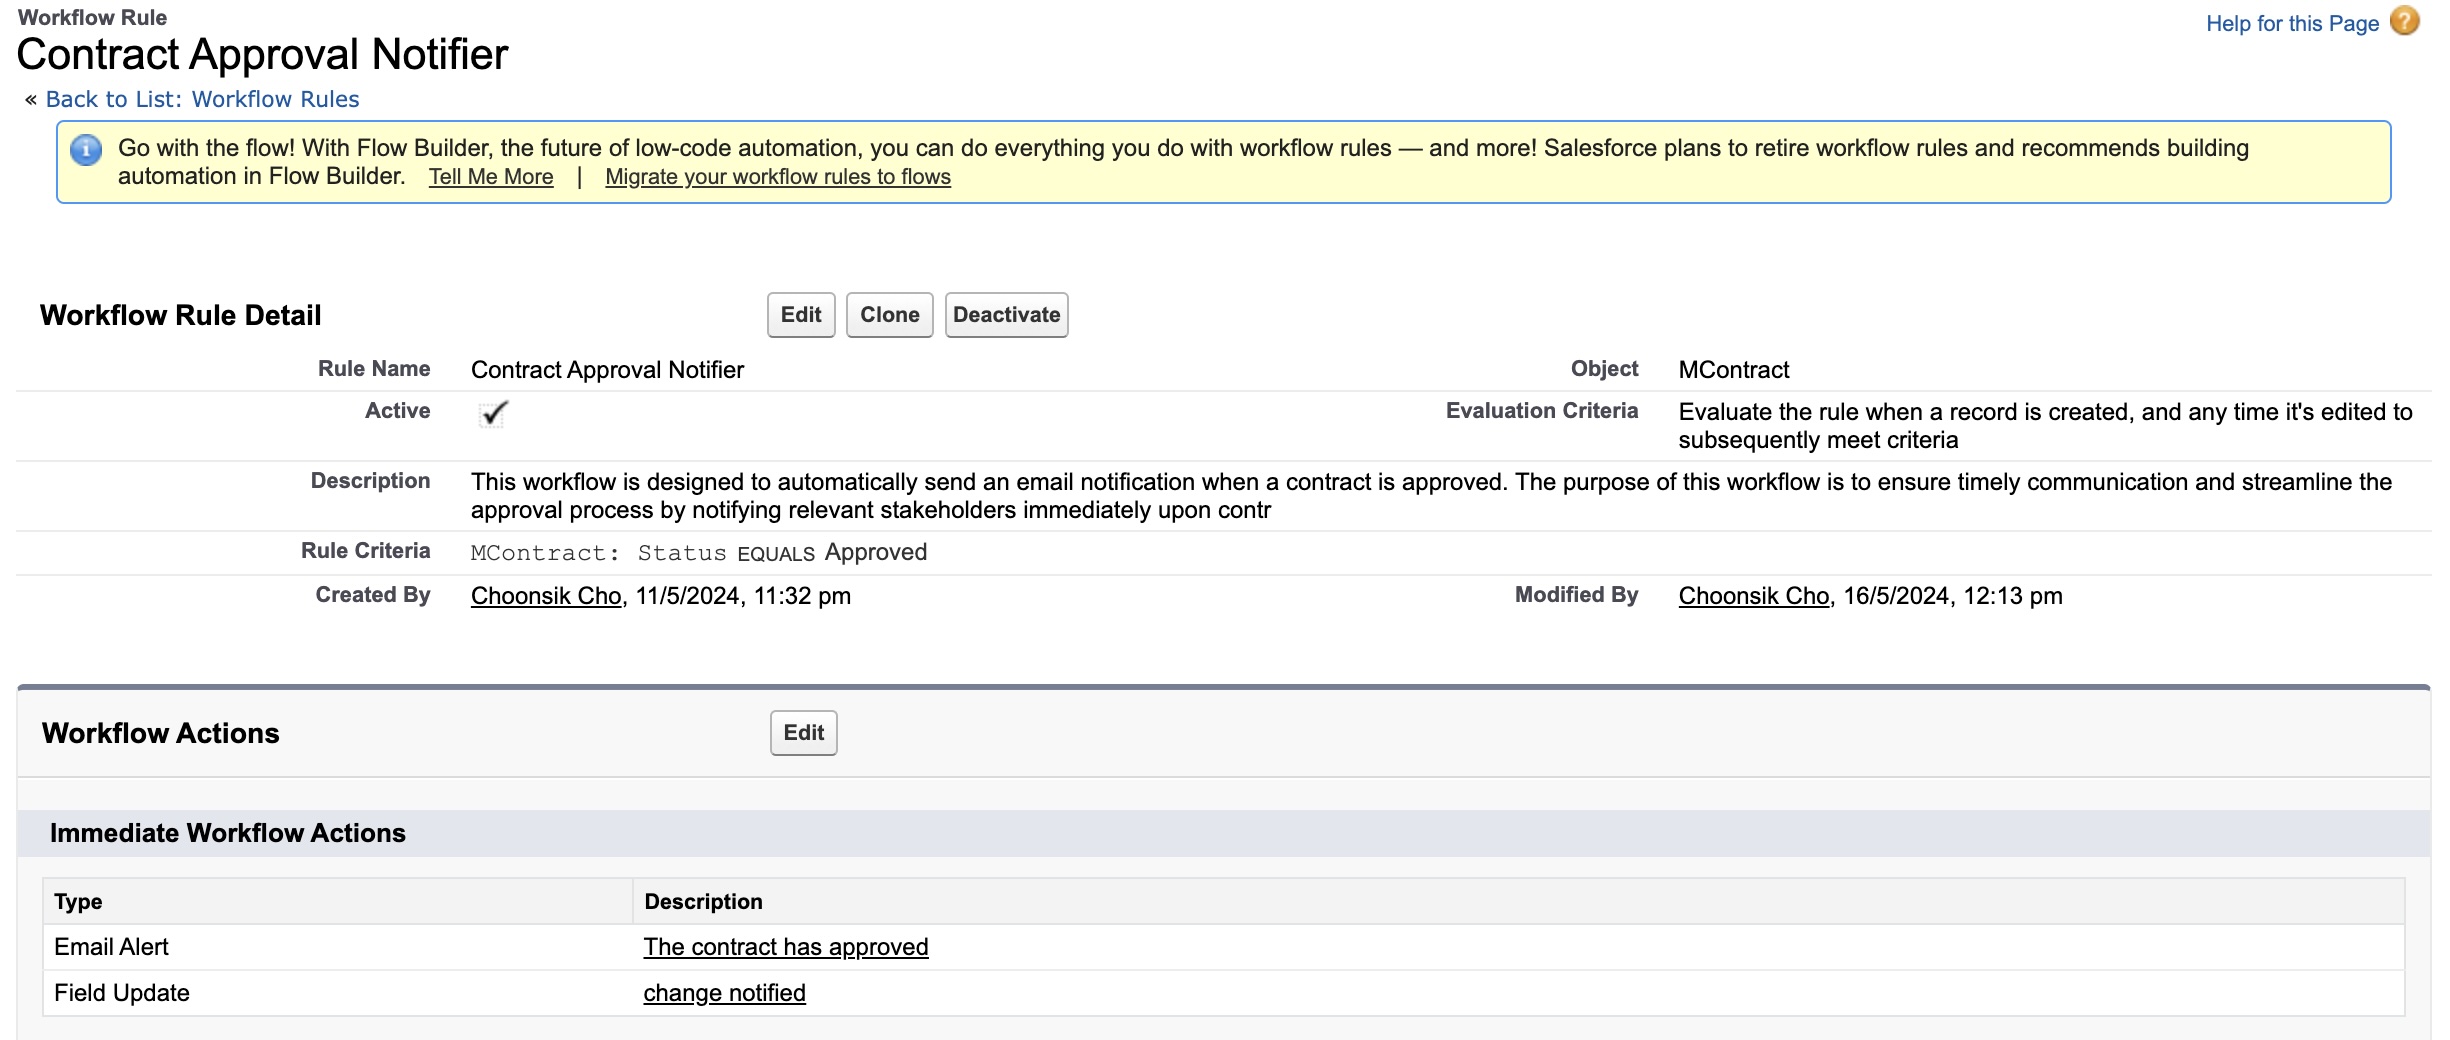 Workflow Rule
Help for this Page ?
Contract Approval Notifier
« Back to List: Workflow Rules
Go with the flow! With Flow Builder, the future of low-code automation, you can do everything you do with workflow rules — and more! Salesforce plans to retire workflow rules and recommends building
automation in Flow Builder. Tell Me More | Migrate your workflow rules to flows
Workflow Rule Detail Edit Clone Deactivate
Rule Name Contract Approval Notifier Object MContract
Active Evaluation Criteria Evaluate the rule when a record is created, and any time it's edited to
subsequently meet criteria
Description This workflow is designed to automatically send an email notification when a contract is approved. The purpose of this workflow is to ensure timely communication and streamline the
approval process by notifying relevant stakeholders immediately upon contr
Rule Criteria MContract: Status EQUALS Approved
Created By Choonsik Cho, 11/5/2024, 11:32 pm Modified By Choonsik Cho, 16/5/2024, 12:13 pm
Workflow Actions Edit
Immediate Workflow Actions
Type Description
Email Alert The contract has approved
Field Update change notified